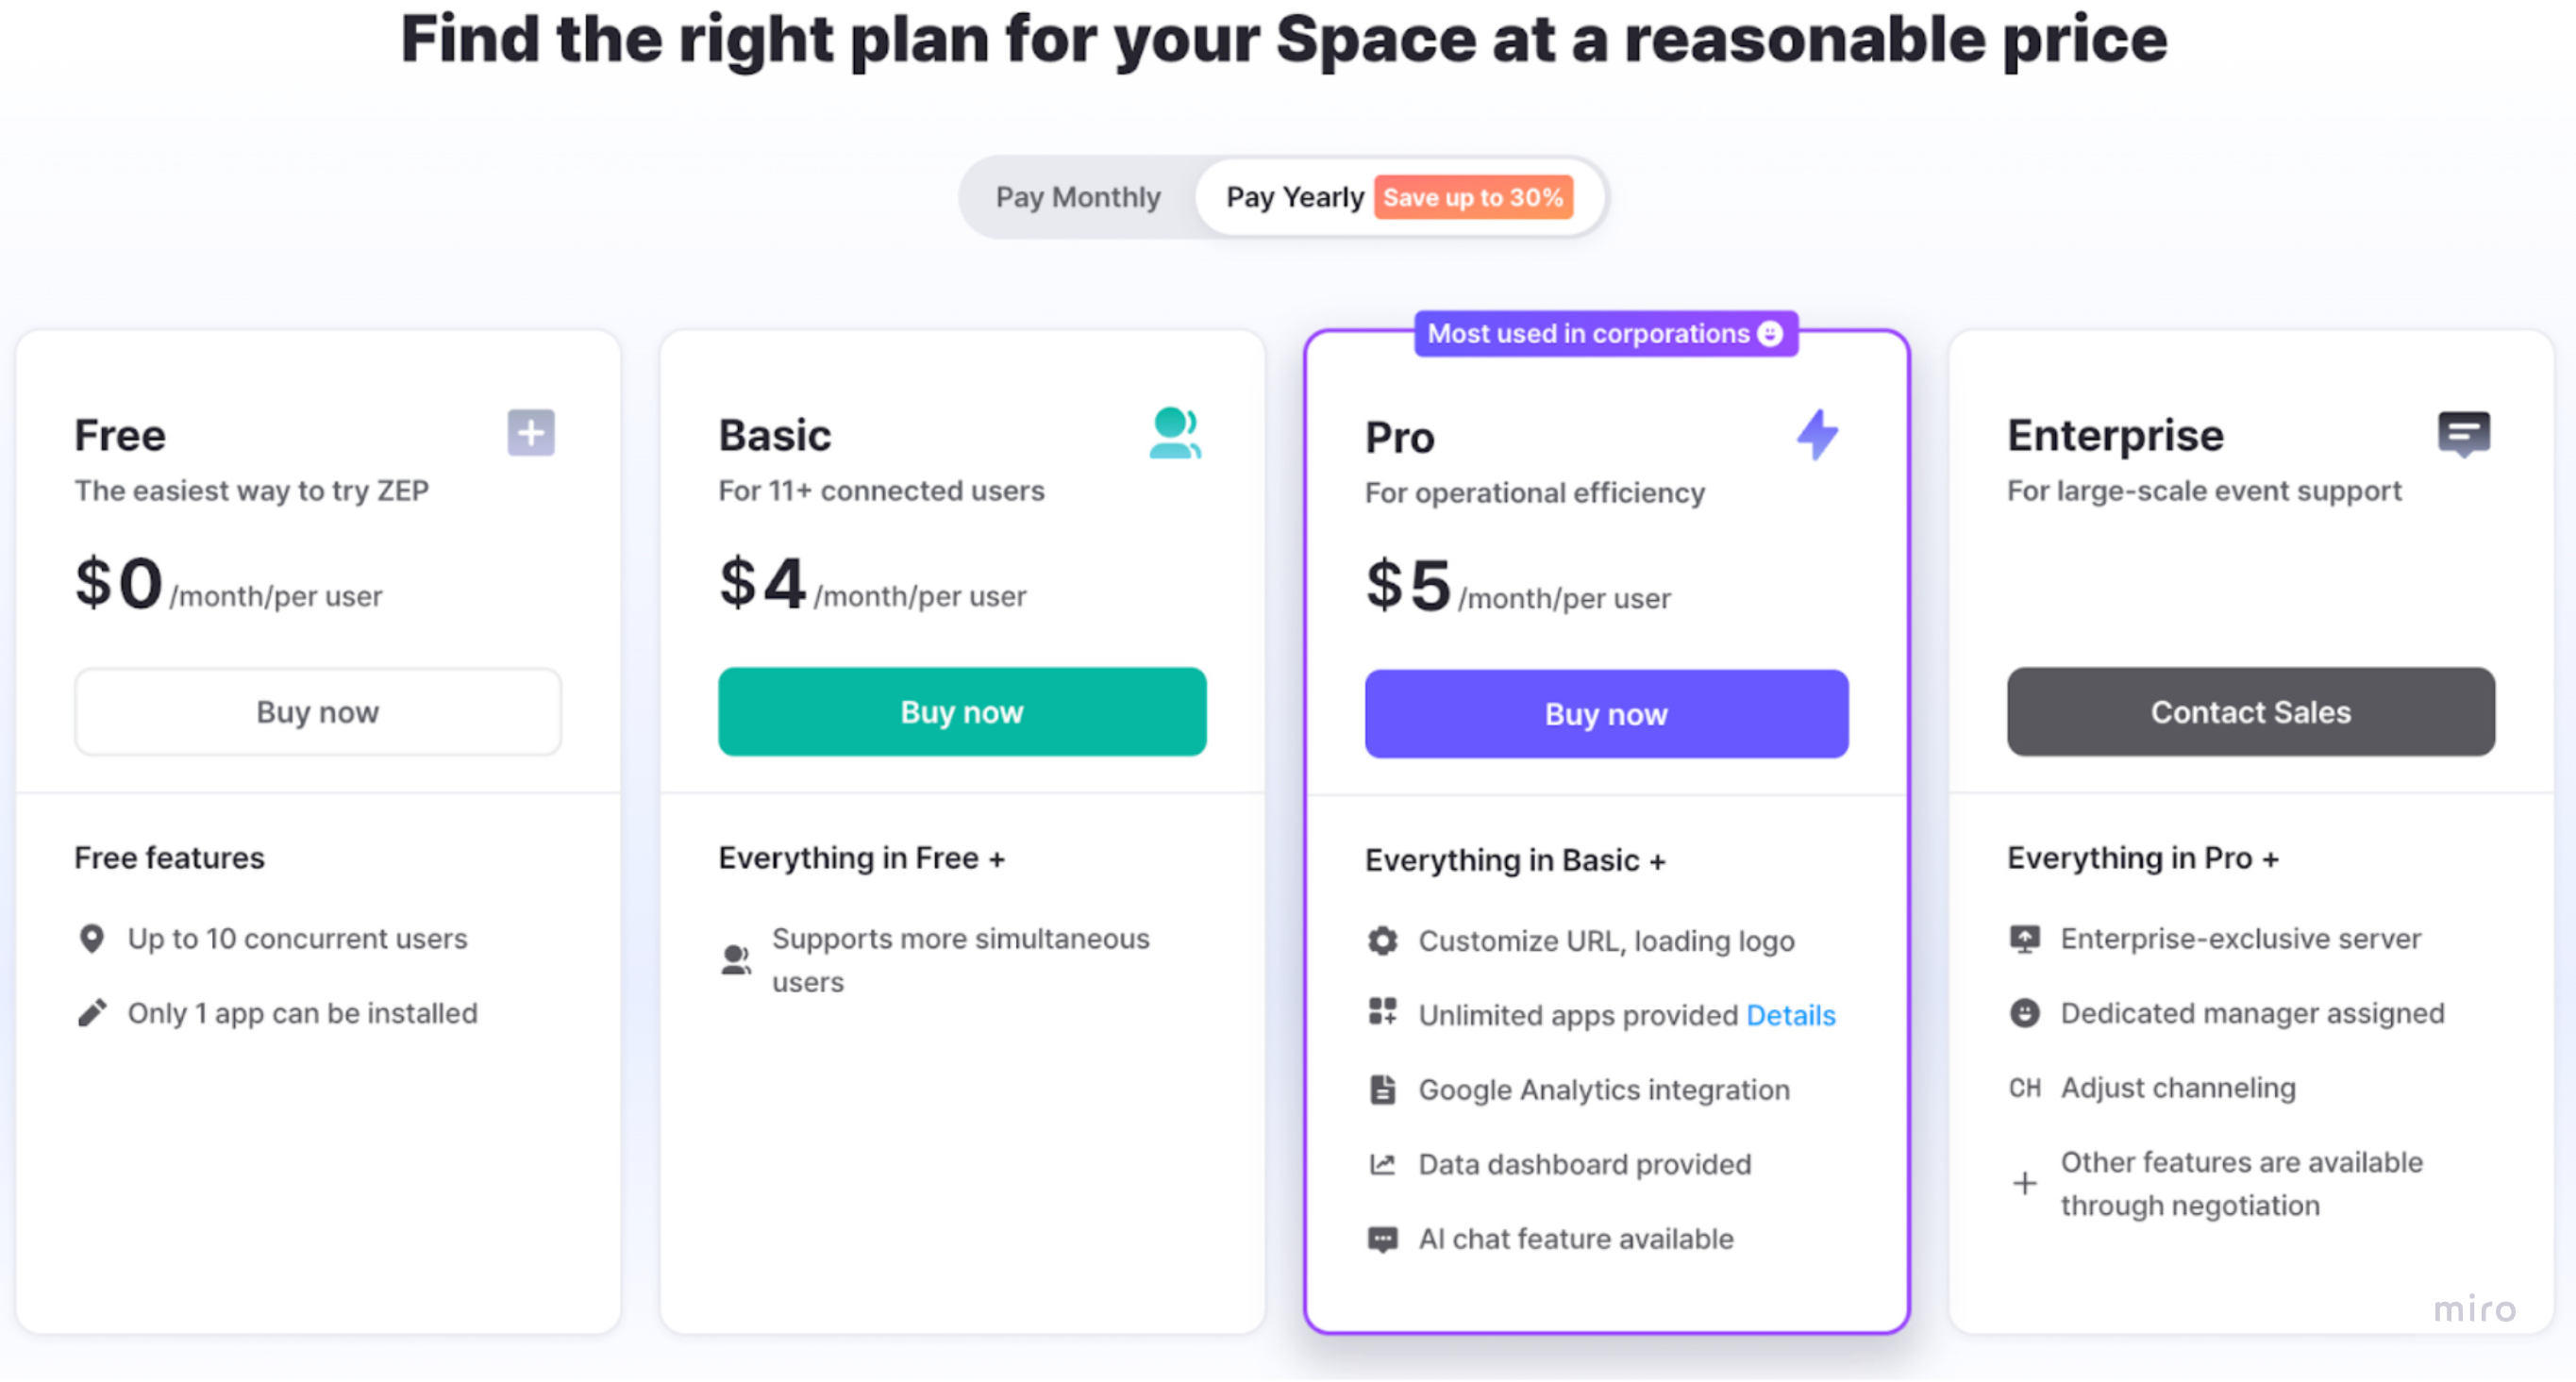 Find the right plan for your Space at a reasonable price
Pay Monthly
Pay Yearly Save up to 30%
Free
The easiest way to try ZEP
$0 /month/per user
Buy now
Free features
Up to 10 concurrent users
Only 1 app can be installed
Basic
For 11+ connected users
$4 /month/per user
Buy now
Everything in Free +
Supports more simultaneous
users
Most used in corporations
Pro
For operational efficiency
$5 /month/per user
Buy now
Everything in Basic +
Customize URL, loading logo
Unlimited apps provided Details
Google Analytics integration
Data dashboard provided
AI chat feature available
Enterprise
For large-scale event support
Contact Sales
Everything in Pro +
Enterprise-exclusive server
Dedicated manager assigned
CH Adjust channeling
Other features are available
through negotiation
miro